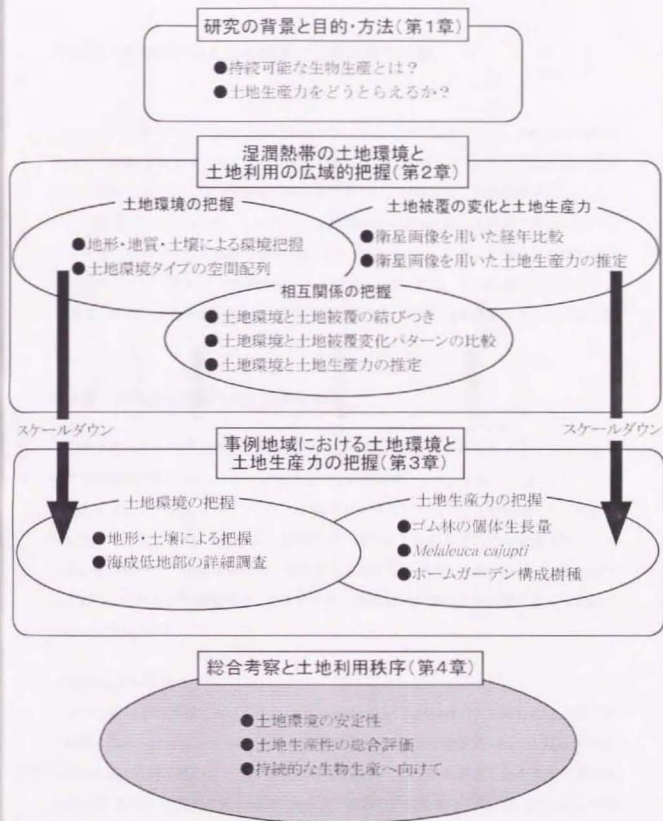 研究の背景と目的・方法(第1章)
●持続可能な生物生産とは？
●土地生産力をどうとらえるか？
湿潤熱帯の土地環境と
土地利用の広域的把握(第2章)
土地環境の把握
●地形・地質・土壌による環境把握
●土地環境タイプの空間配列
土地被覆の変化と土地生産力
●衛星画像を用いた経年比較
●衛星画像を用いた土地生産力の推定
相互関係の把握
●土地環境と土地被覆の結びつき
●土地環境と土地被覆変化パターンの比較
●土地環境と土地生産力の推定
スケールダウン
スケールダウン
事例地域における土地環境と
土地生産力の把握(第3章)
土地環境の把握
●地形・土壌による把握
●海成低地部の詳細調査
土地生産力の把握
●ゴム林の個体生長量
●Melaleuca cajupti
●ホームガーデン構成樹種
総合考察と土地利用秩序(第4章)
●土地環境の安定性
●土地生産性の総合評価
●持続的な生物生産へ向けて